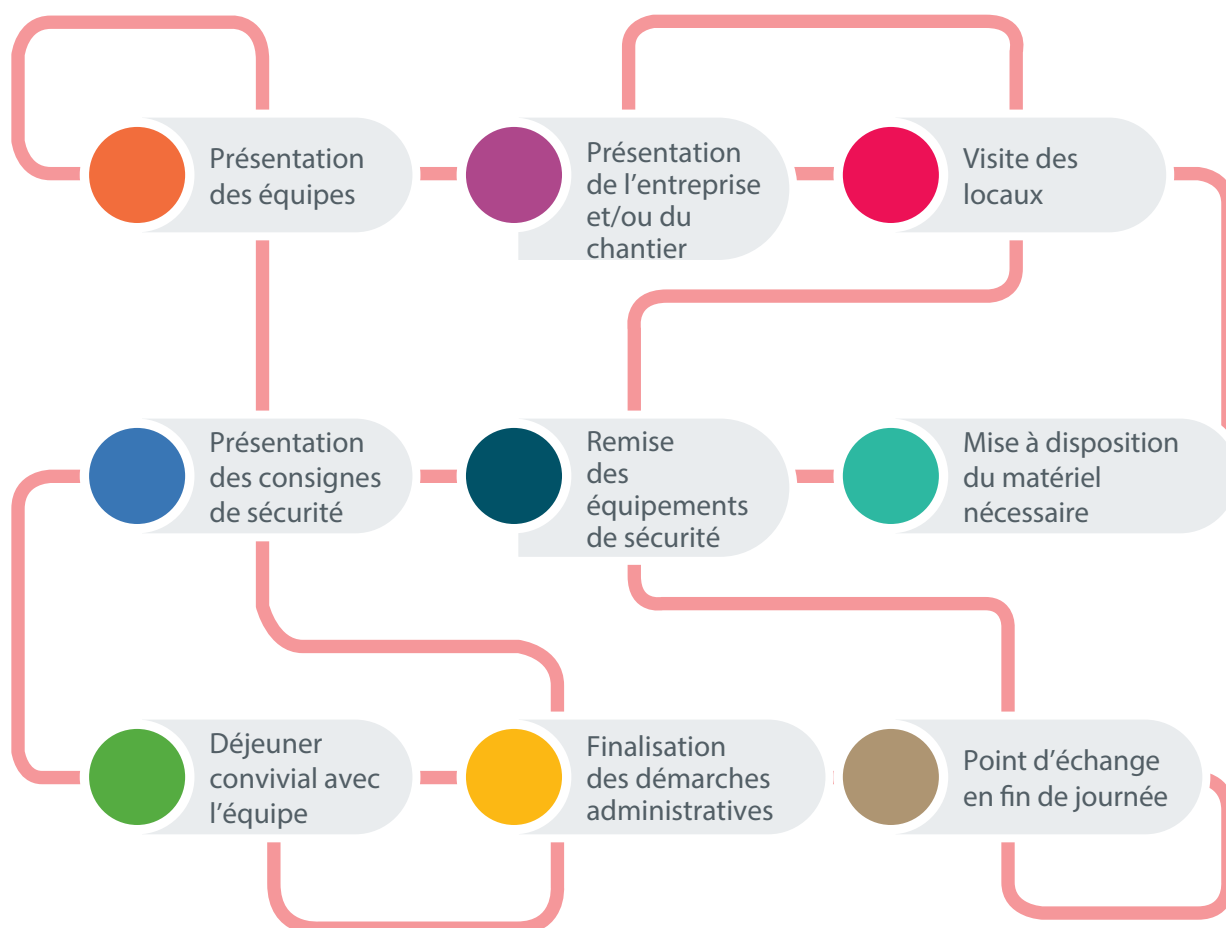 Présentation
des équipes
Présentation
de l’entreprise
et/ou du
chantier
Visite des
locaux
Présentation
des consignes
de sécurité
Remise
des
équipements
de sécurité
Mise à disposition
du matériel
nécessaire
Déjeuner
convivial avec
l’équipe
Finalisation
des démarches
administratives
Point d’échange
en fin de journée